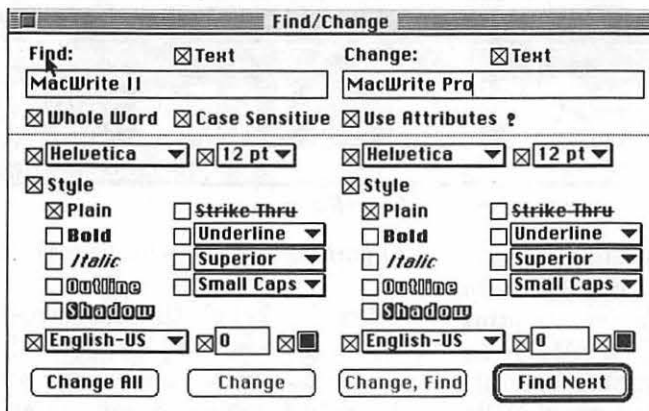 Find/Change
Find: Text Change: Text
MacWrite II MacWrite Pro
Whole Word Case Sensitive Use Attributes
Helvetica 12 pt Helvetica 12 pt
Style Style
Plain Strike Thru Plain Strike Thru
Bold Underline Bold Underline
Italic Superior Italic Superior
Outline Small Caps Outline Small Caps
Shadow Shadow
English-US 0 English-US 0
Change All Change Change, Find Find Next